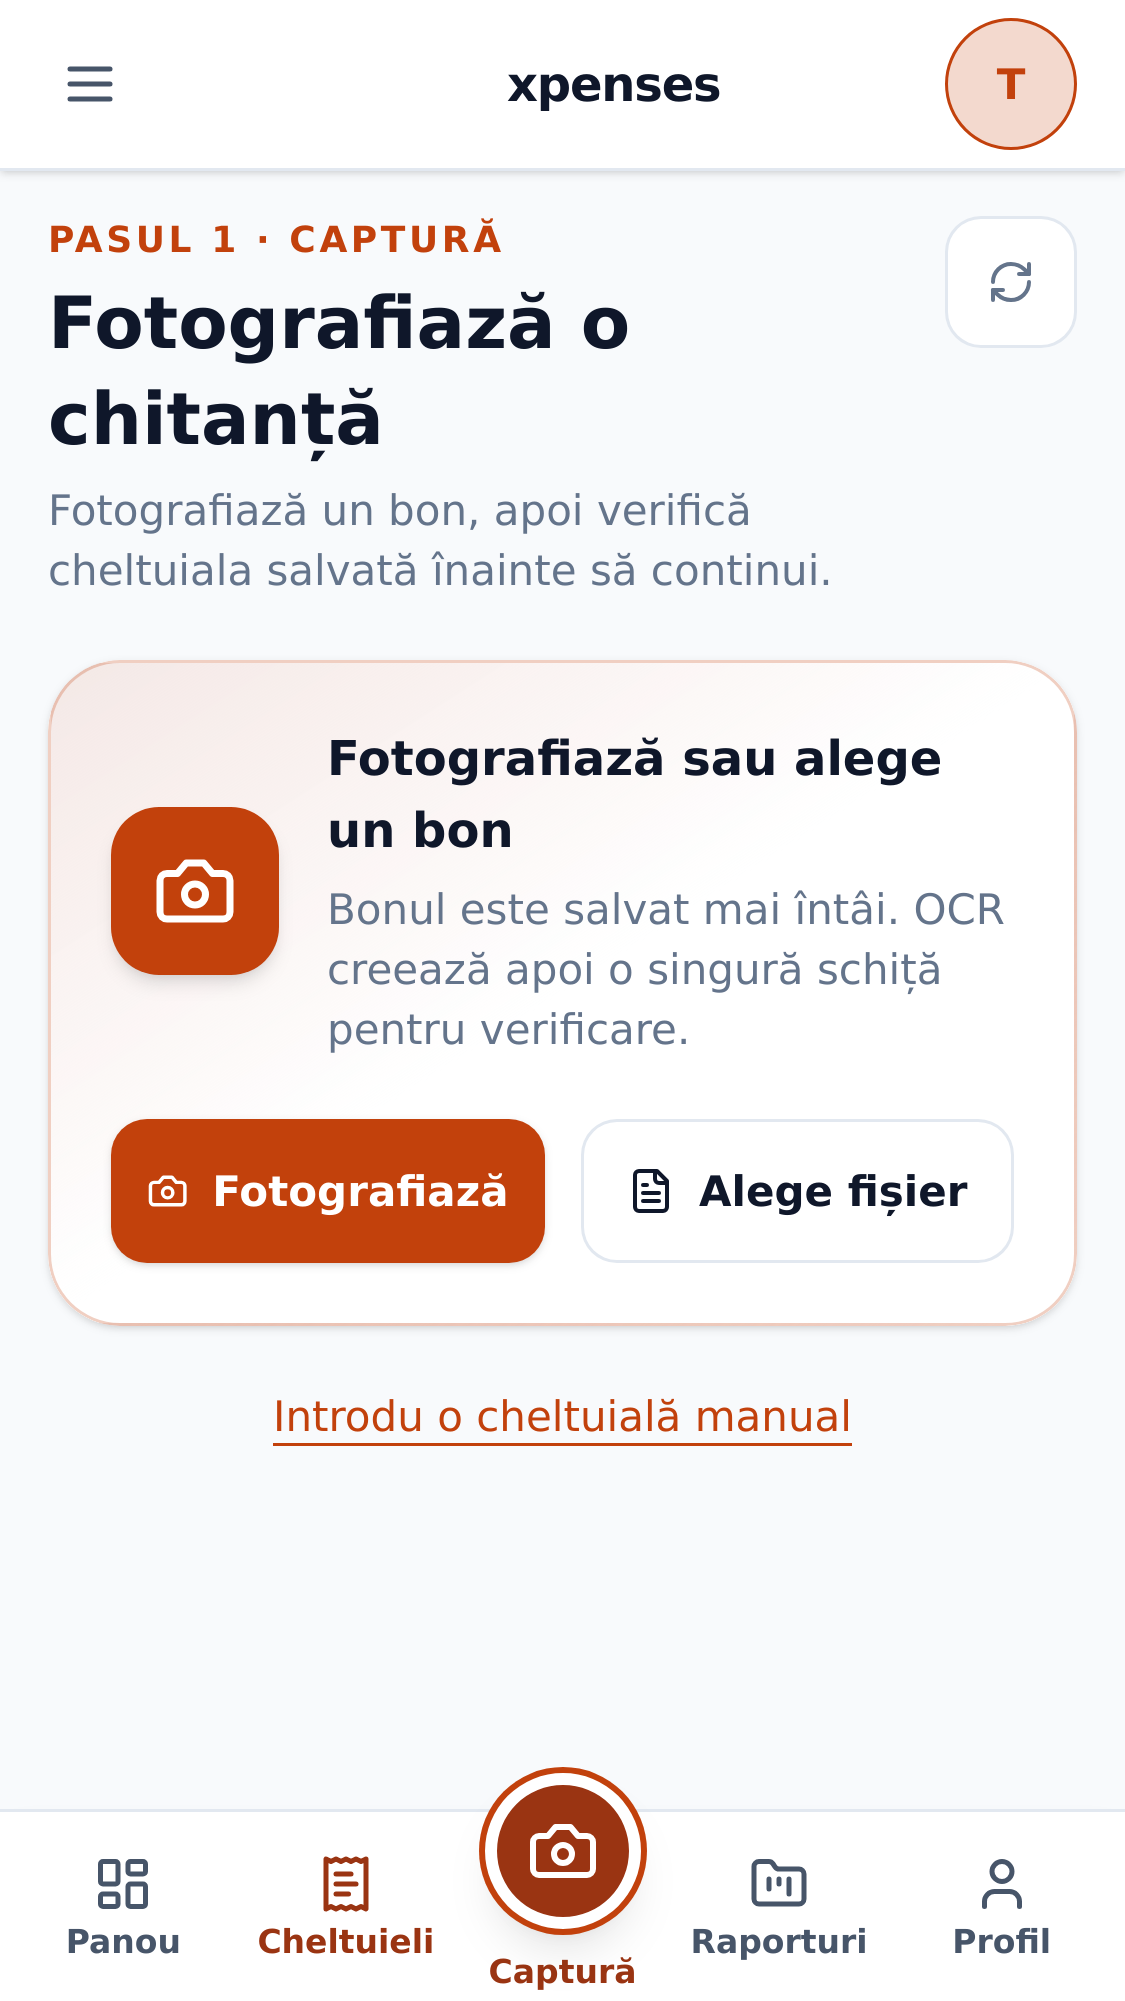 xpenses
T
PASUL 1 · CAPTURĂ
Fotografiază o
chitanță
Fotografiază un bon, apoi verifică
cheltuiala salvată înainte să continui.
Fotografiază sau alege
un bon
Bonul este salvat mai întâi. OCR
creează apoi o singură schiță
pentru verificare.
Fotografiază
Alege fișier
Introdu o cheltuială manual
Panou
Cheltuieli
Captură
Raporturi
Profil